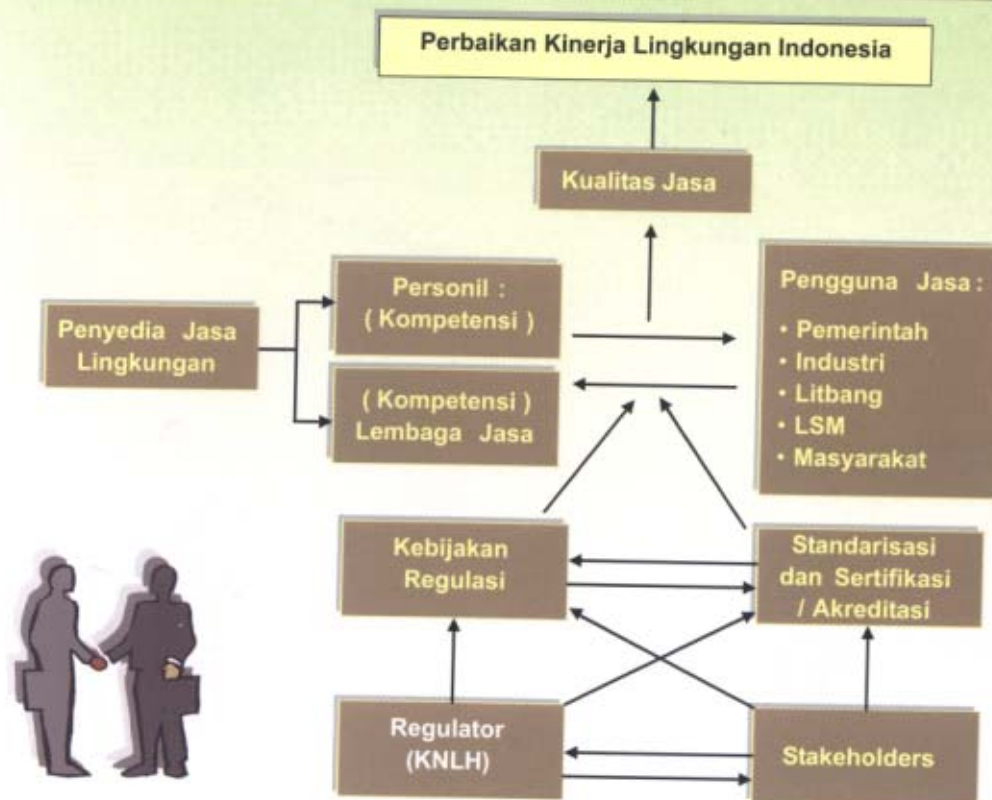 Perbaikan Kinerja Lingkungan Indonesia
Kualitas Jasa
Penyedia Jasa
Lingkungan
Personil :
( Kompetensi )
( Kompetensi )
Lembaga Jasa
Pengguna Jasa :
• Pemerintah
• Industri
• Litbang
• LSM
• Masyarakat
Kebijakan
Regulasi
Standarisasi
dan Sertifikasi
/ Akreditasi
Regulator
(KNLH)
Stakeholders